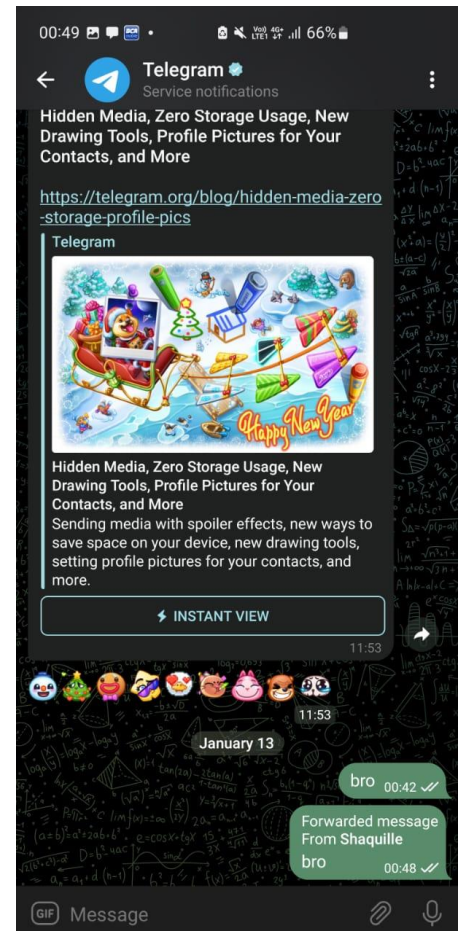 00:49
BCA
Vo)) 4G+
LTE1
66%
Telegram
Service notifications
Hidden Media, Zero Storage Usage, New
Drawing Tools, Profile Pictures for Your
Contacts, and More
https://telegram.org/blog/hidden-media-zero
-storage-profile-pics
Telegram
Happy New Year
Hidden Media, Zero Storage Usage, New
Drawing Tools, Profile Pictures for Your
Contacts, and More
Sending media with spoiler effects, new ways to
save space on your device, new drawing tools,
setting profile pictures for your contacts, and
more.
INSTANT VIEW
11:53
11:53
January 13
bro 00:42
Forwarded message
From Shaquille
bro
00:48
GIF Message